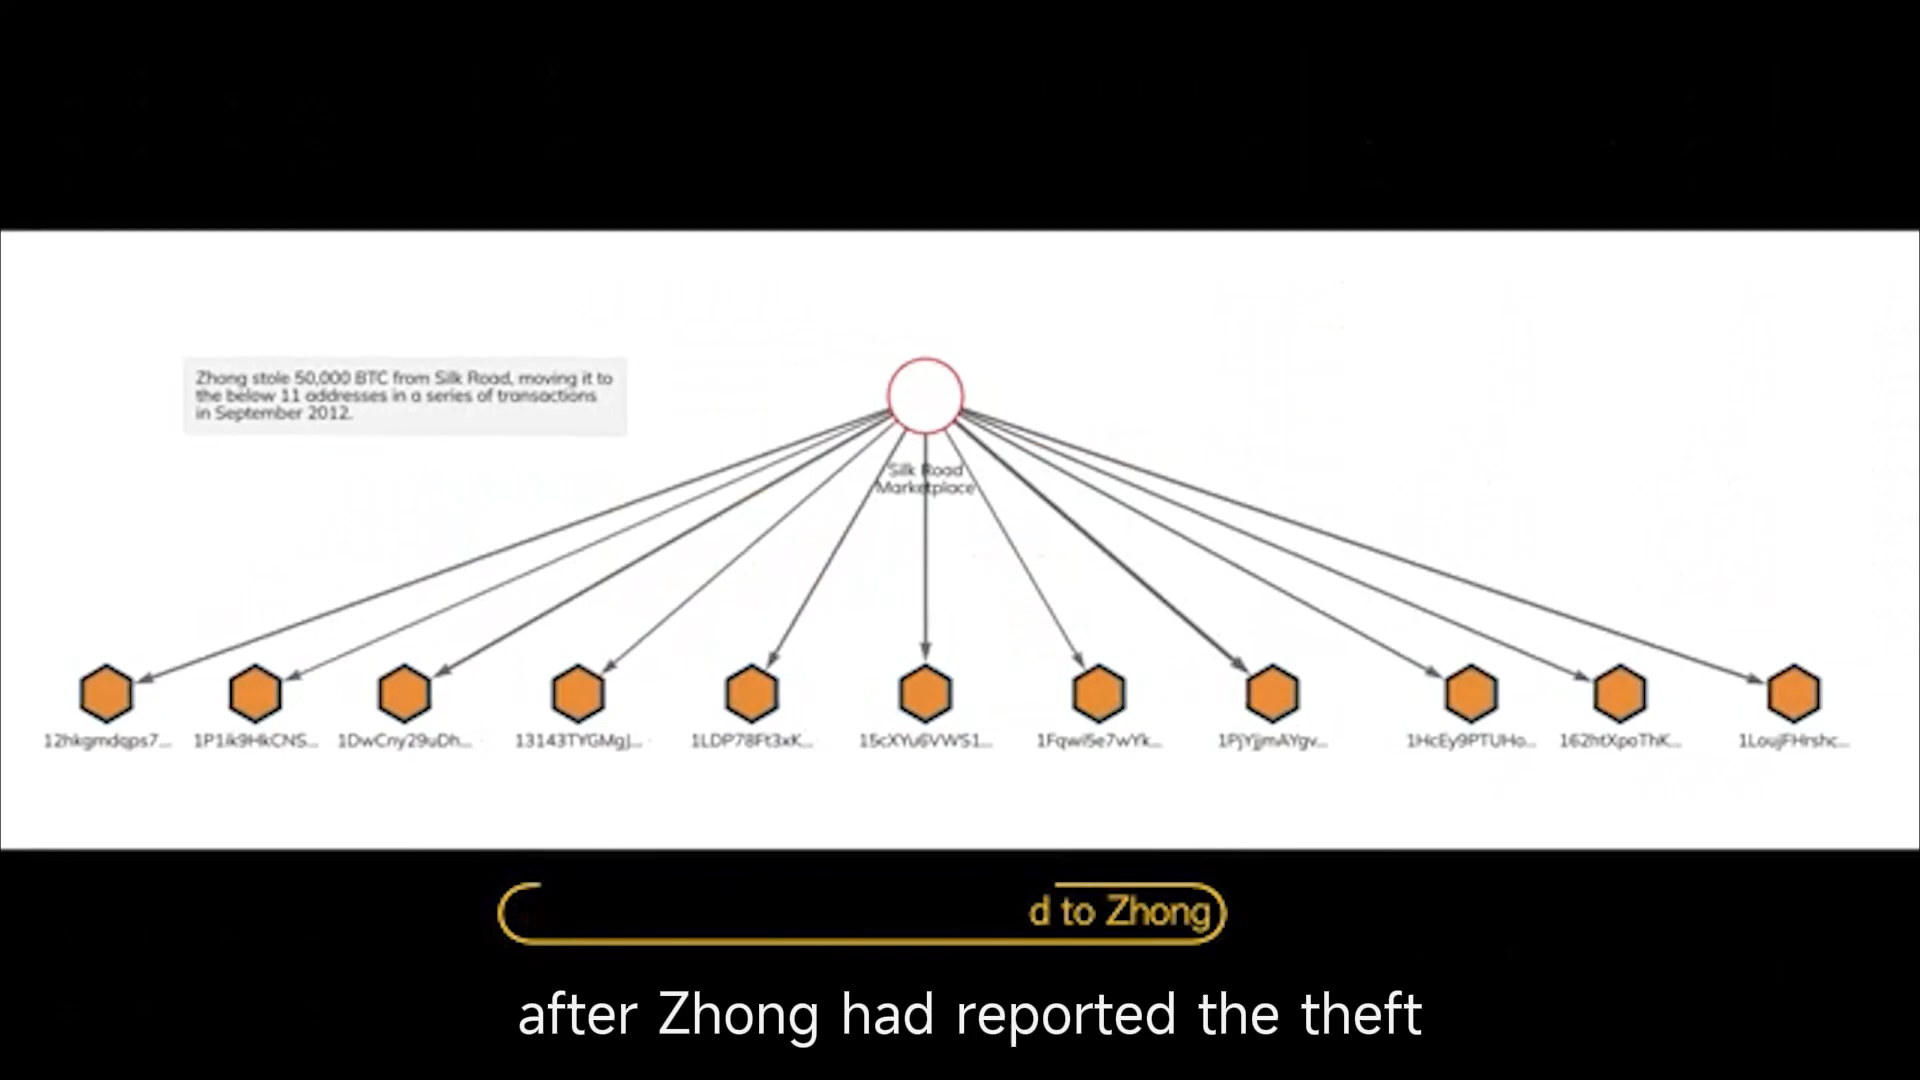 Zhong stole 50,000 BTC from Silk Road, moving it to
the below 11 addresses in a series of transactions
in September 2012.
Silk Road
Marketplace
12hkgmdqps7...
1P1ik9HkCNS...
1DwCny29uDh...
13143TYGMgJ...
1LDP78Ft3xK...
15cXYu6VWS1...
1Fqwi5e7wYk...
1PjYjjmAYgv...
1HcEy9PTUHo...
162htXpoThK...
1LoujFHrshc...
d to Zhong
after Zhong had reported the theft